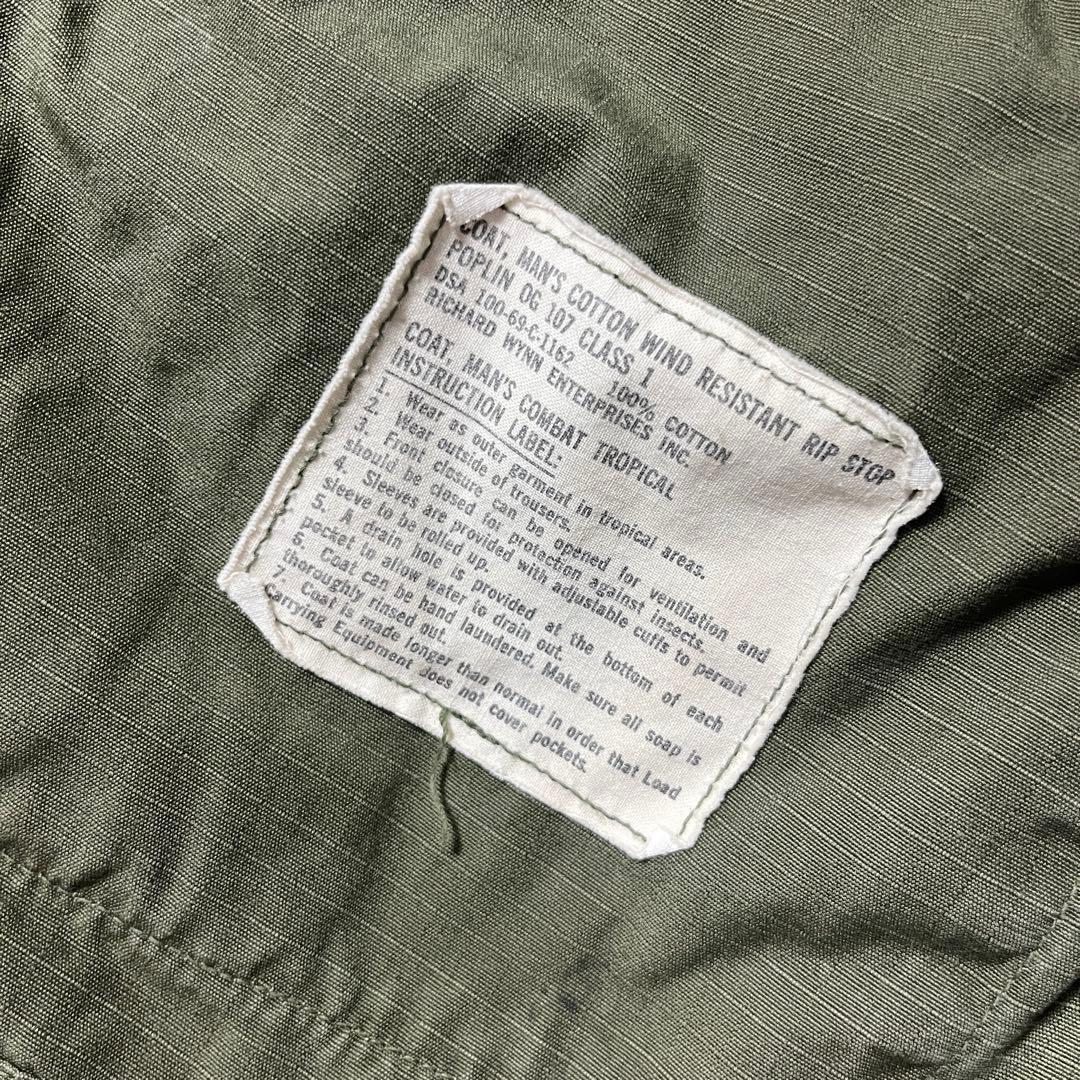 COAT, MAN'S COTTON WIND RESISTANT RIP STOP
POPLIN OG 107 CLASS 1
DSA 100-69-C-1162 100% COTTON
RICHARD WYNN ENTERPRISES INC.
COAT, MAN'S COMBAT TROPICAL
INSTRUCTION LABEL:
1. Wear as outer garment in tropical areas.
2. Wear outside of trousers.
3. Front closure can be opened for ventilation and
should be closed for protection against insects.
4. Sleeves are provided with adjustable cuffs to permit
sleeve to be rolled up.
5. A drain hole is provided at the bottom of each
pocket to allow water to drain out.
6. Coat can be hand laundered. Make sure all soap is
thoroughly rinsed out.
7. Coat is made longer than normal in order that Load
Carrying Equipment does not cover pockets.